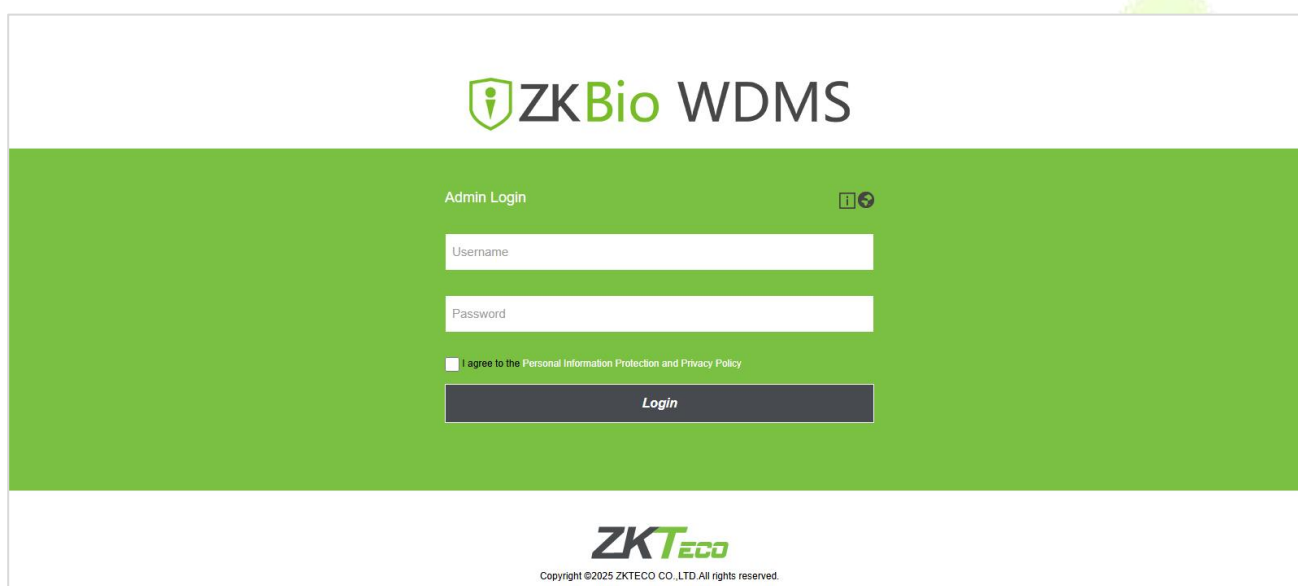 ZKBio WDMS
Admin Login
Username
Password
I agree to the Personal Information Protection and Privacy Policy
Login
ZKTECO
Copyright ©2025 ZKTECO CO.,LTD.All rights reserved.